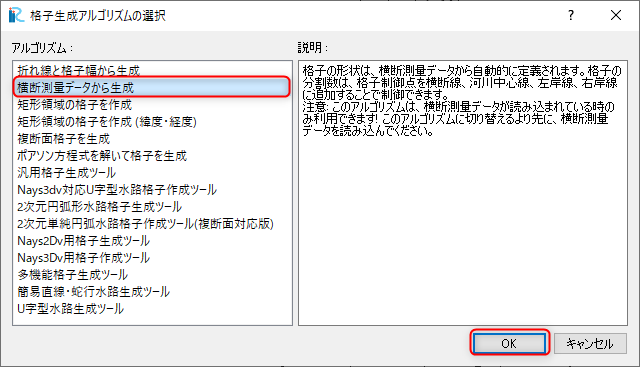 格子生成アルゴリズムの選択
アルゴリズム：
折れ線と格子幅から生成
横断測量データから生成
矩形領域の格子を作成
矩形領域の格子を作成 (緯度・経度)
複断面格子を生成
ポアソン方程式を解いて格子を生成
汎用格子生成ツール
Nays3dv対応U字型水路格子作成ツール
2次元円弧形水路格子生成ツール
2次元単純円弧水路格子作成ツール(複断面対応版)
Nays2Dv用格子生成ツール
Nays3Dv用格子作成ツール
多機能格子生成ツール
簡易直線・蛇行水路生成ツール
U字型水路生成ツール
説明：
格子の形状は、横断測量データから自動的に定義されます。格子の
分割数は、格子制御点を横断線、河川中心線、左岸線、右岸線
に追加することで制御できます。
注意: このアルゴリズムは、横断測量データが読み込まれている時の
み利用できます! このアルゴリズムに切り替えるより先に、横断測量
データを読み込んでください。
OK
キャンセル